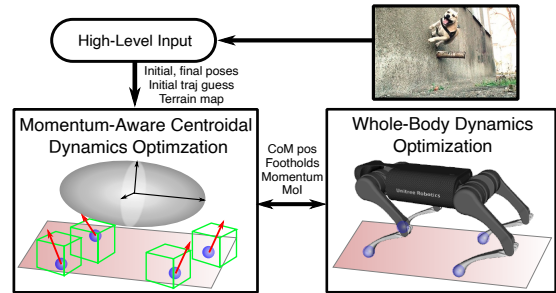 High-Level Input
Initial, final poses
Initial traj guess
Terrain map
Momentum-Aware Centroidal
Dynamics Optimzation
CoM pos
Footholds
Momentum
MoI
Whole-Body Dynamics
Optimization
Unitree Robotics